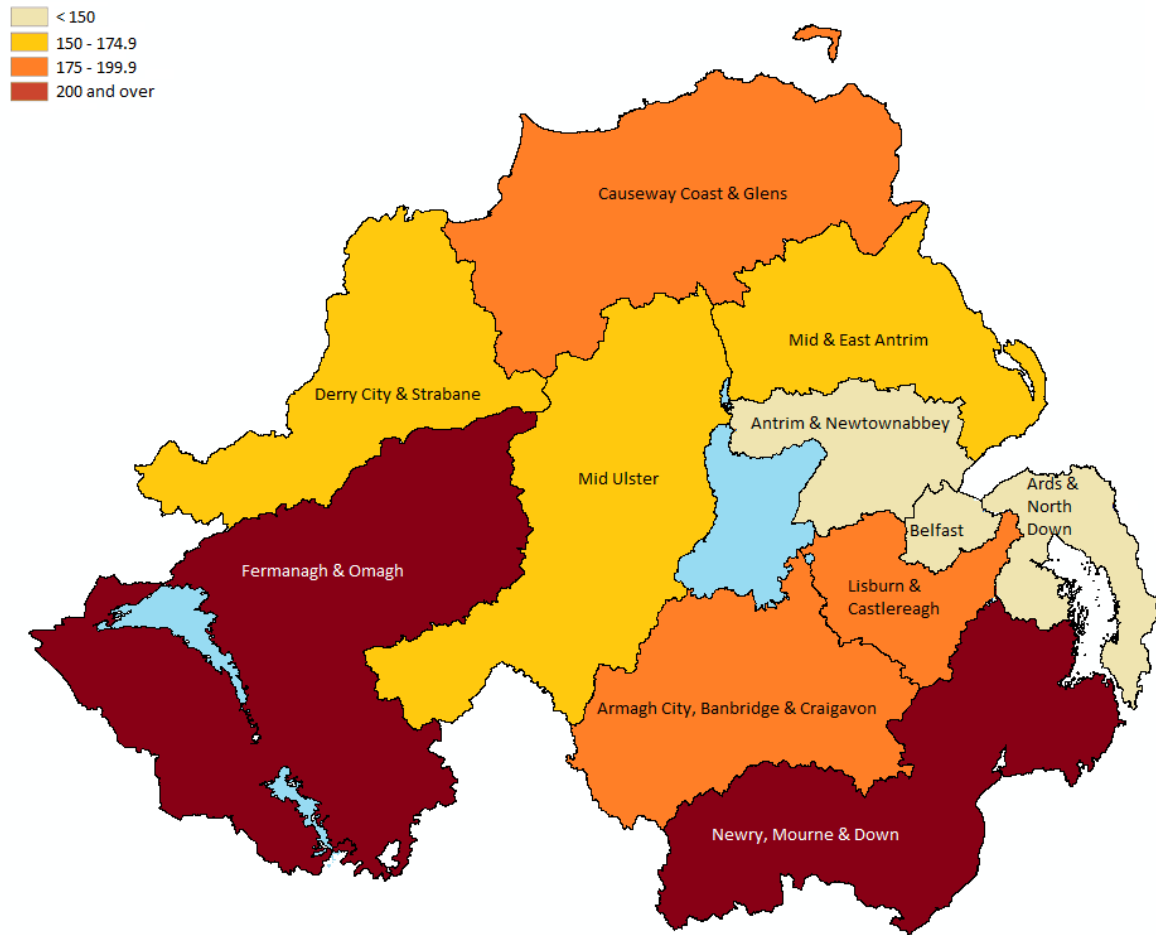 < 150
150 - 174.9
175 - 199.9
200 and over
Causeway Coast & Glens
Mid & East Antrim
Derry City & Strabane
Antrim & Newtownabbey
Mid Ulster
Ards &
North
Down
Belfast
Fermanagh & Omagh
Lisburn &
Castlereagh
Armagh City, Banbridge & Craigavon
Newry, Mourne & Down